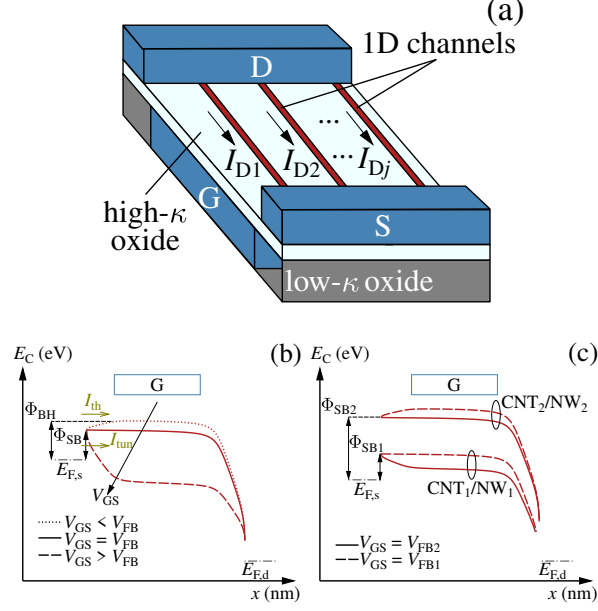 (a)
1D channels
D
...
I_D1 I_D2 ... I_Dj
G
high-κ
oxide
S
low-κ oxide
(b)
E_C (eV)
G
I_th
Φ_BH
Φ_SB
I_tun
E_F,s
V_GS
V_GS < V_FB
V_GS = V_FB
V_GS > V_FB
E_F,d
x (nm)
(c)
E_C (eV)
G
CNT_2/NW_2
Φ_SB2
Φ_SB1
E_F,s
CNT_1/NW_1
V_GS = V_FB2
V_GS = V_FB1
E_F,d
x (nm)